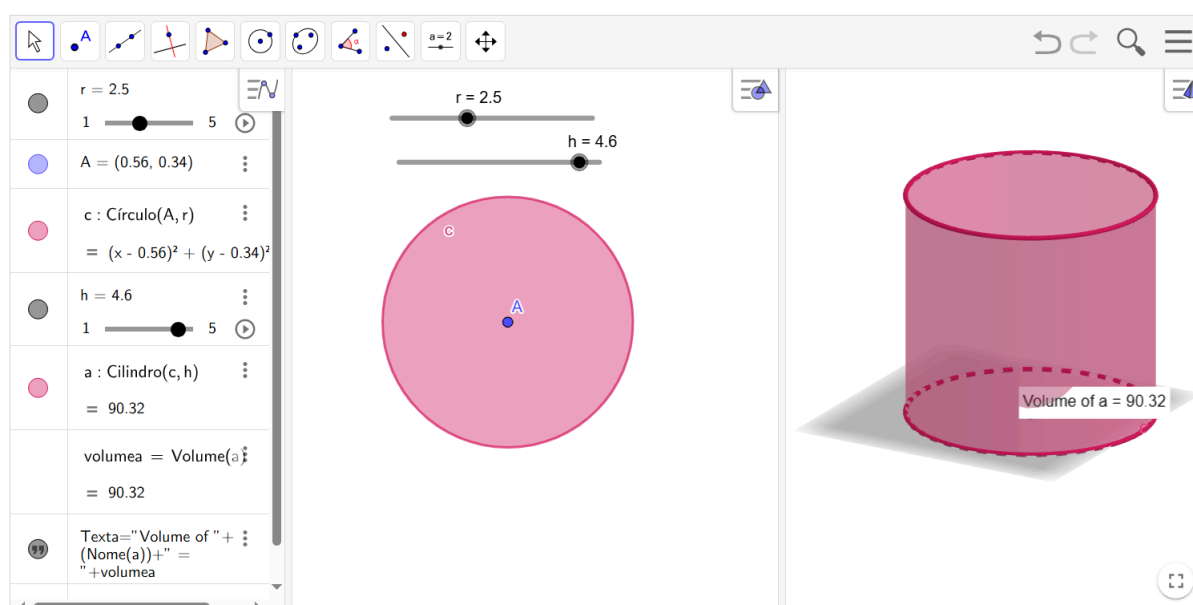 A
α
a=2
r = 2.5
1
5
A = (0.56, 0.34)
c : Círculo(A, r)
= (x - 0.56)² + (y - 0.34)²
h = 4.6
1
5
a : Cilindro(c, h)
= 90.32
volumea = Volume(a)
= 90.32
Texta="Volume of "+
(Nome(a))+" =
"+volumea
r = 2.5
h = 4.6
c
A
Volume of a = 90.32
c